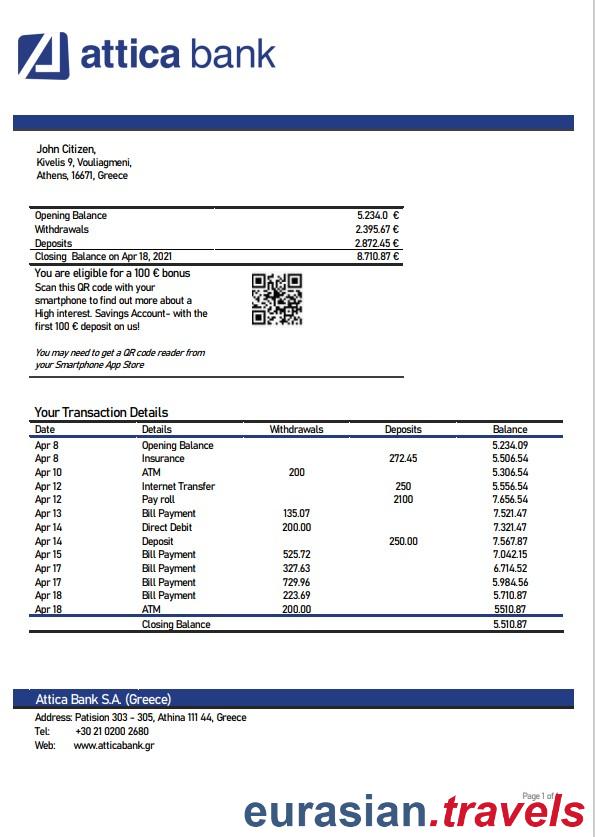 attica bank
John Citizen,
Kivelis 9, Vouliagmeni,
Athens, 16671, Greece
Opening Balance 5.234.0 €
Withdrawals 2.395.67 €
Deposits 2.872.45 €
Closing Balance on Apr 18, 2021 8.710.87 €
You are eligible for a 100 € bonus
Scan this QR code with your
smartphone to find out more about a
High interest. Savings Account- with the
first 100 € deposit on us!
You may need to get a QR code reader from
your Smartphone App Store
Your Transaction Details
Date Details Withdrawals Deposits Balance
Apr 8 Opening Balance 5.234.09
Apr 8 Insurance 272.45 5.506.54
Apr 10 ATM 200 5.306.54
Apr 12 Internet Transfer 250 5.556.54
Apr 12 Pay roll 2100 7.656.54
Apr 13 Bill Payment 135.07 7.521.47
Apr 14 Direct Debit 200.00 7.321.47
Apr 14 Deposit 250.00 7.567.87
Apr 15 Bill Payment 525.72 7.042.15
Apr 17 Bill Payment 327.63 6.714.52
Apr 17 Bill Payment 729.96 5.984.56
Apr 18 Bill Payment 223.69 5.710.87
Apr 18 ATM 200.00 5510.87
Closing Balance 5.510.87
Attica Bank S.A. (Greece)
Address: Patision 303 - 305, Athina 111 44, Greece
Tel: +30 21 0200 2680
Web: www.atticabank.gr
Page 1 of
eurasian.travels